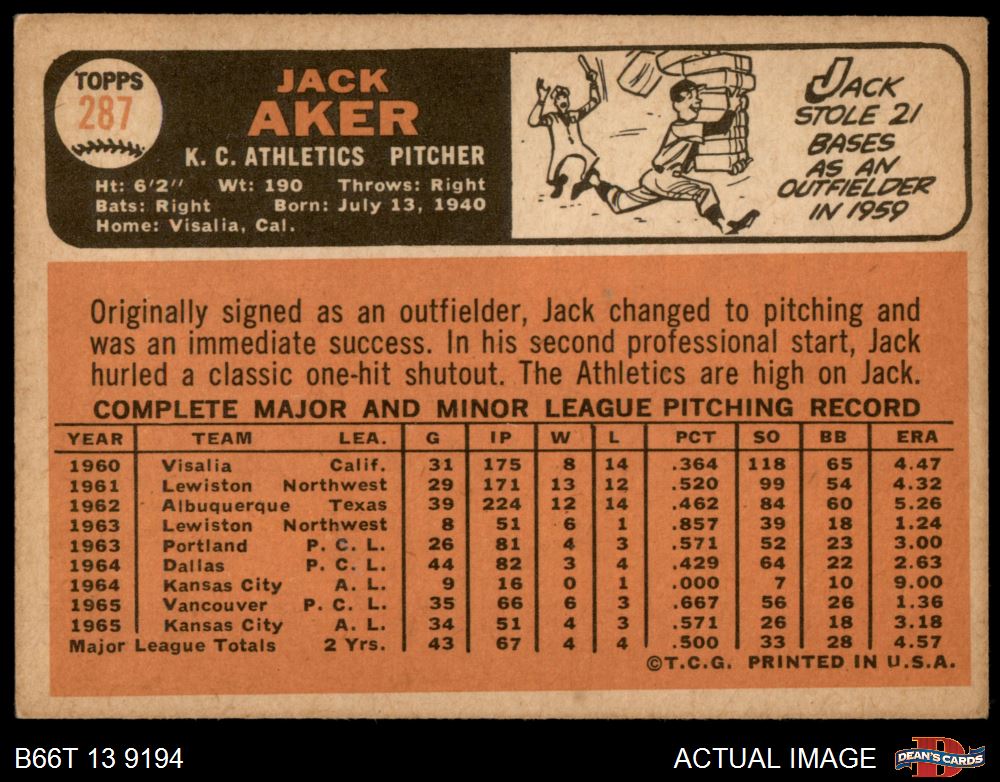 TOPPS
287
JACK
AKER
K. C. ATHLETICS PITCHER
Ht: 6'2" Wt: 190 Throws: Right
Bats: Right Born: July 13, 1940
Home: Visalia, Cal.
JACK
STOLE 21
BASES
AS AN
OUTFIELDER
IN 1959
Originally signed as an outfielder, Jack changed to pitching and
was an immediate success. In his second professional start, Jack
hurled a classic one-hit shutout. The Athletics are high on Jack.
COMPLETE MAJOR AND MINOR LEAGUE PITCHING RECORD
YEAR TEAM LEA. G IP W L PCT SO BB ERA
1960 Visalia Calif. 31 175 8 14 .364 118 65 4.47
1961 Lewiston Northwest 29 171 13 12 .520 99 54 4.32
1962 Albuquerque Texas 39 224 12 14 .462 84 60 5.26
1963 Lewiston Northwest 8 51 6 1 .857 39 18 1.24
1963 Portland P. C. L. 26 81 4 3 .571 52 23 3.00
1964 Dallas P. C. L. 44 82 3 4 .429 64 22 2.63
1964 Kansas City A. L. 9 16 0 1 .000 7 10 9.00
1965 Vancouver P. C. L. 35 66 6 3 .667 56 26 1.36
1965 Kansas City A. L. 34 51 4 3 .571 26 18 3.18
Major League Totals 2 Yrs. 43 67 4 4 .500 33 28 4.57
©T.C.G. PRINTED IN U.S.A.
B66T 13 9194
ACTUAL IMAGE
D
DEAN'S CARDS